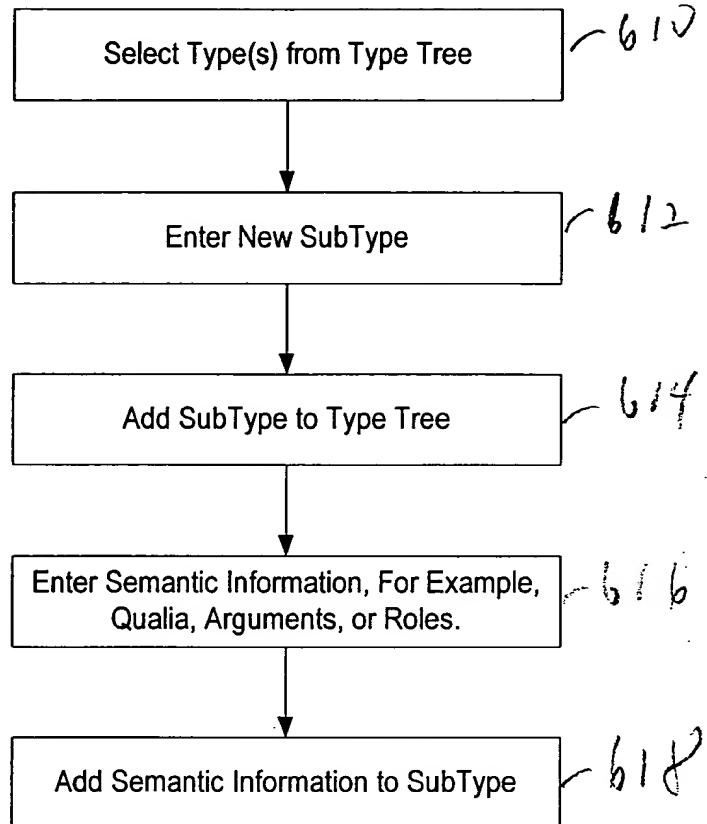 Select Type(s) from Type Tree
610
Enter New SubType
612
Add SubType to Type Tree
614
Enter Semantic Information, For Example,
Qualia, Arguments, or Roles.
616
Add Semantic Information to SubType
618